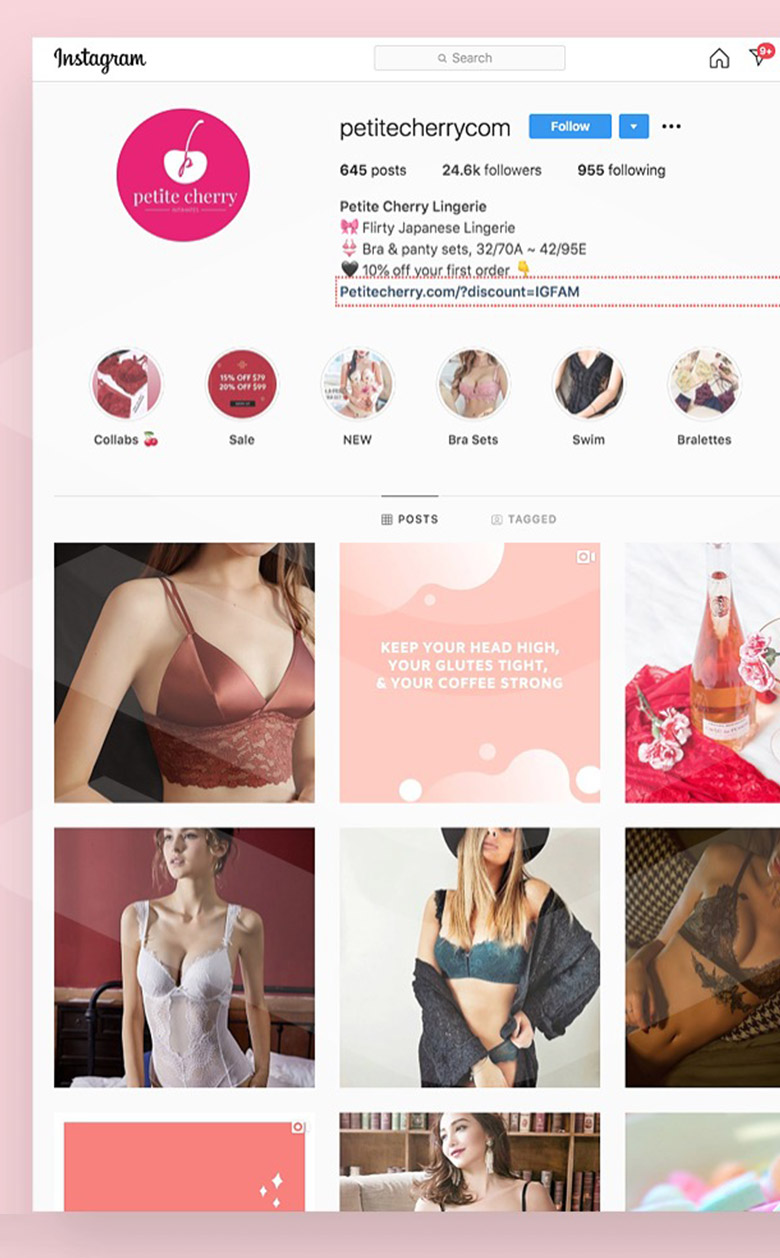 Instagram
Search
9+
petitecherrycom
Follow
645 posts 24.6k followers 955 following
petite cherry
Petite Cherry Lingerie
Flirty Japanese Lingerie
Bra & panty sets, 32/70A ~ 42/95E
10% off your first order
Petitecherry.com/?discount=IGFAM
15% OFF $79
20% OFF $99
Collabs
Sale
NEW
Bra Sets
Swim
Bralettes
POSTS
TAGGED
KEEP YOUR HEAD HIGH,
YOUR GLUTES TIGHT,
& YOUR COFFEE STRONG